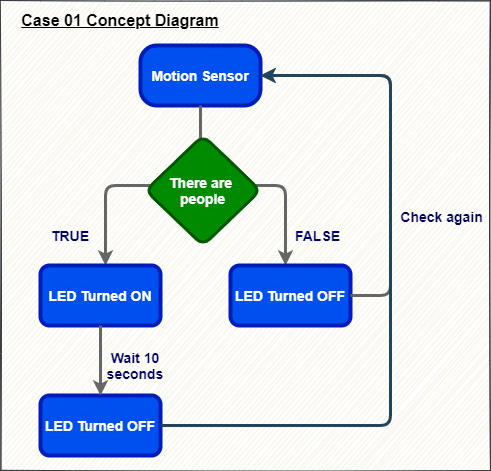 Case 01 Concept Diagram
Motion Sensor
There are
people
TRUE
FALSE
Check again
LED Turned ON
LED Turned OFF
Wait 10
seconds
LED Turned OFF